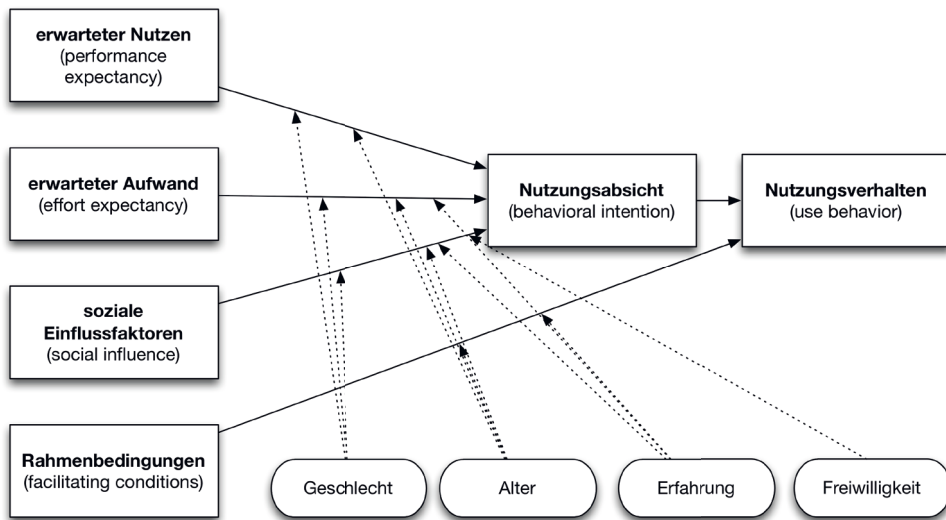 erwarteter Nutzen
(performance
expectancy)
erwarteter Aufwand
(effort expectancy)
soziale
Einflussfaktoren
(social influence)
Rahmenbedingungen
(facilitating conditions)
Nutzungsabsicht
(behavioral intention)
Nutzungsverhalten
(use behavior)
Geschlecht
Alter
Erfahrung
Freiwilligkeit